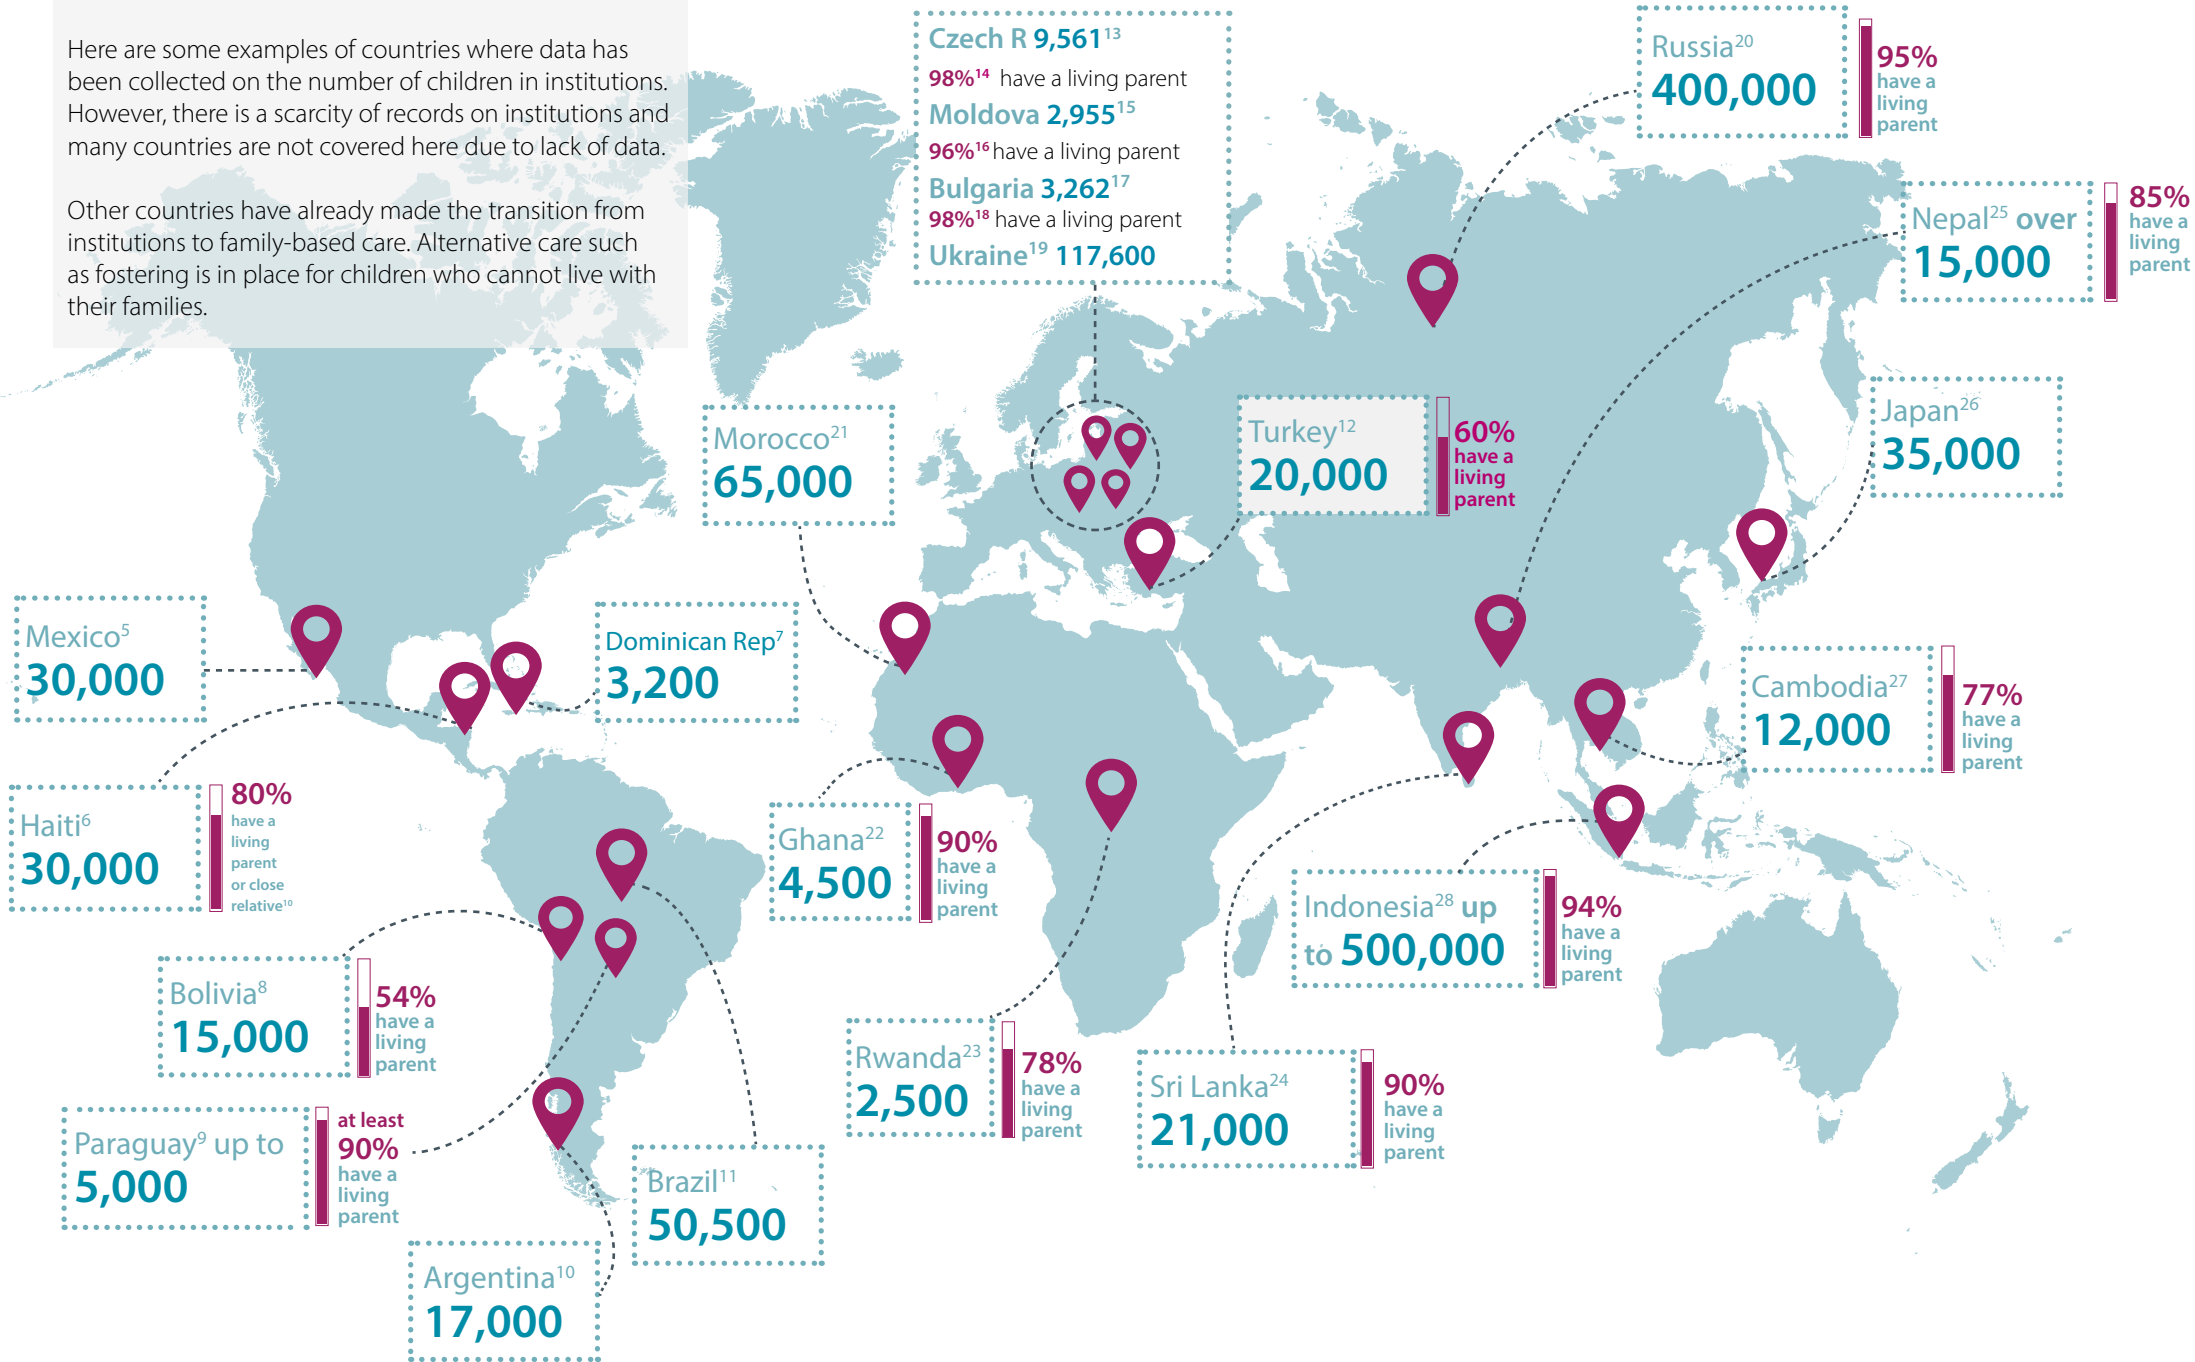 Here are some examples of countries where data has
been collected on the number of children in institutions.
However, there is a scarcity of records on institutions and
many countries are not covered here due to lack of data.
Other countries have already made the transition from
institutions to family-based care. Alternative care such
as fostering is in place for children who cannot live with
their families.
Czech R 9,561¹³
98%¹⁴ have a living parent
Moldova 2,955¹⁵
96%¹⁶ have a living parent
Bulgaria 3,262¹⁷
98%¹⁸ have a living parent
Ukraine¹⁹ 117,600
Russia²⁰
400,000
95%
have a
living
parent
Nepal²⁵ over
15,000
85%
have a
living
parent
Morocco²¹
65,000
Turkey¹²
20,000
60%
have a
living
parent
Japan²⁶
35,000
Mexico⁵
30,000
Dominican Rep⁷
3,200
Cambodia²⁷
12,000
77%
have a
living
parent
Haiti⁶
30,000
80%
have a
living
parent
or close
relative¹⁰
Ghana²²
4,500
90%
have a
living
parent
Indonesia²⁸ up
to 500,000
94%
have a
living
parent
Bolivia⁸
15,000
54%
have a
living
parent
Rwanda²³
2,500
78%
have a
living
parent
Sri Lanka²⁴
21,000
90%
have a
living
parent
Paraguay⁹ up to
5,000
at least
90%
have a
living
parent
Brazil¹¹
50,500
Argentina¹⁰
17,000